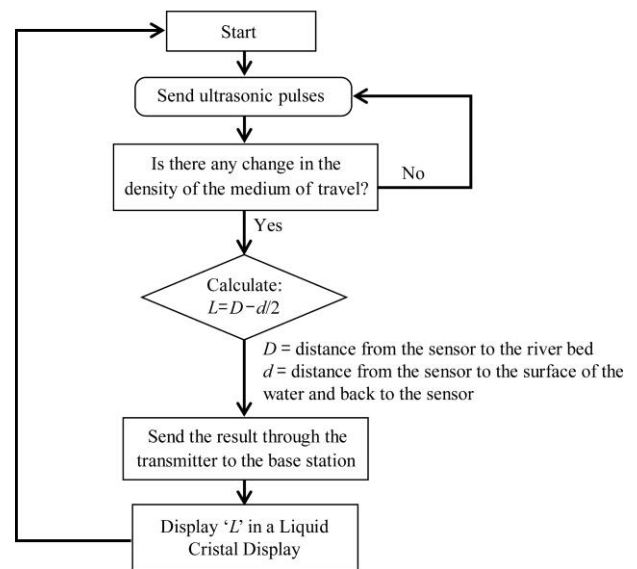 Start
Send ultrasonic pulses
Is there any change in the
density of the medium of travel?
No
Yes
Calculate:
L=D−d/2
D = distance from the sensor to the river bed
d = distance from the sensor to the surface of the
water and back to the sensor
Send the result through the
transmitter to the base station
Display ‘L’ in a Liquid
Cristal Display